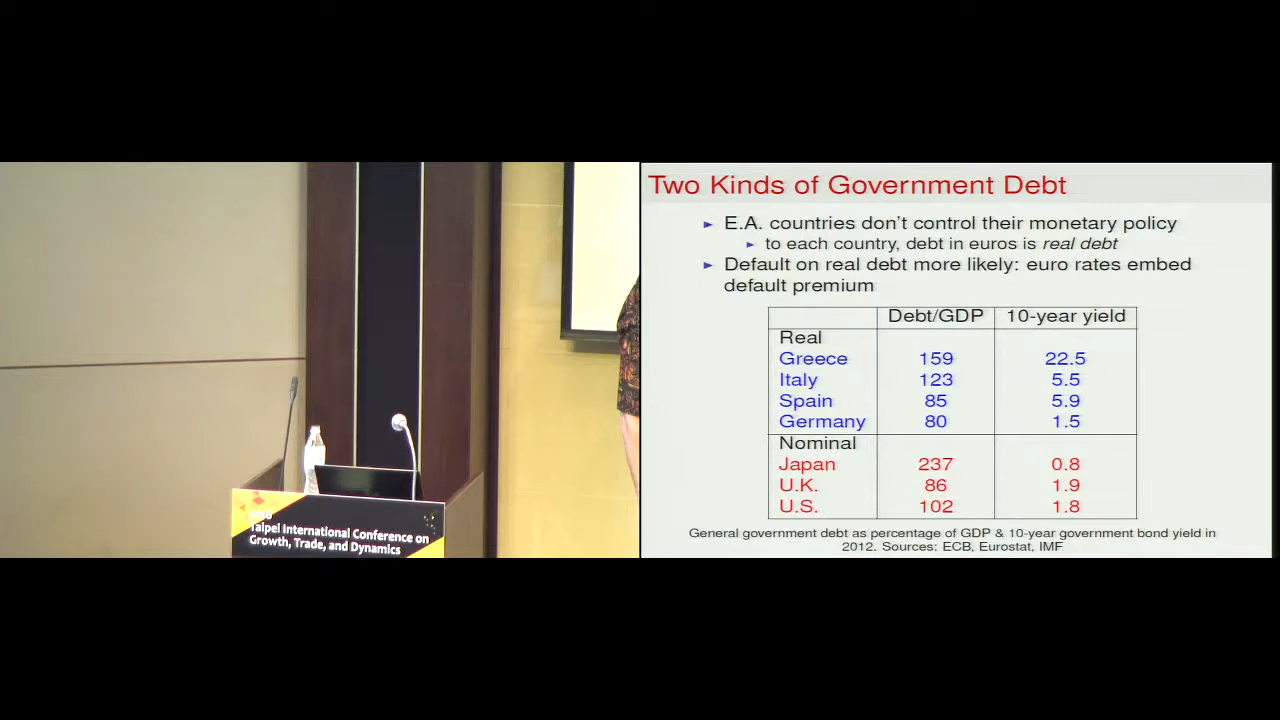 Taipei International Conference on
Growth, Trade, and Dynamics
Two Kinds of Government Debt
► E.A. countries don't control their monetary policy
► to each country, debt in euros is real debt
► Default on real debt more likely: euro rates embed
default premium
Debt/GDP 10-year yield
Real
Greece 159 22.5
Italy 123 5.5
Spain 85 5.9
Germany 80 1.5
Nominal
Japan 237 0.8
U.K. 86 1.9
U.S. 102 1.8
General government debt as percentage of GDP & 10-year government bond yield in
2012. Sources: ECB, Eurostat, IMF